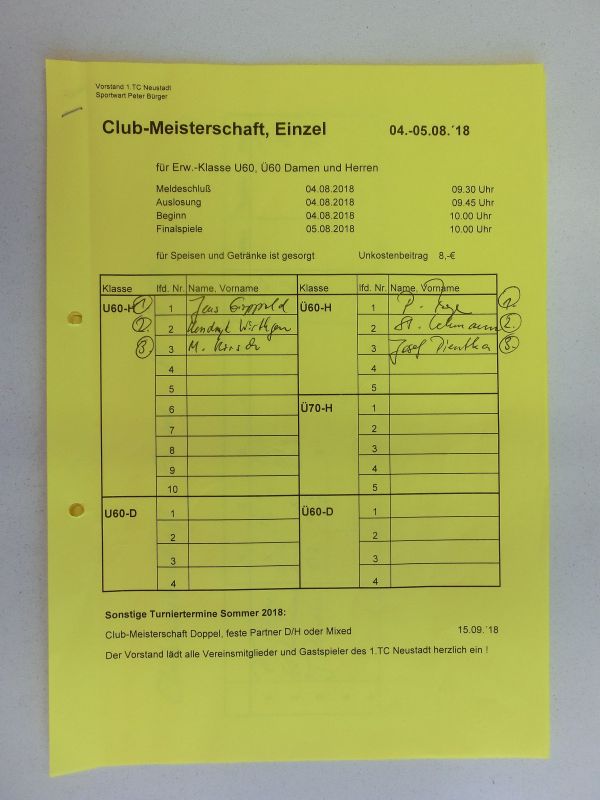 Vorstand 1.TC Neustadt
Sportwart Peter Bürger
Club-Meisterschaft, Einzel 04.-05.08.´18
für Erw.-Klasse U60, Ü60 Damen und Herren
Meldeschluß 04.08.2018 09.30 Uhr
Auslosung 04.08.2018 09.45 Uhr
Beginn 04.08.2018 10.00 Uhr
Finalspiele 05.08.2018 10.00 Uhr
für Speisen und Getränke ist gesorgt Unkostenbeitrag 8,-€
Klasse lfd. Nr. Name, Vorname Klasse lfd. Nr. Name, Vorname
U60-H 1. 1 Jens Ü60-H 1 P. 1.
2. 2 2 St. Lehmann 2.
3. 3 M. 3 Josef 3.
4 4
5 5
6 Ü70-H 1
7 2
8 3
9 4
10 5
U60-D 1 Ü60-D 1
2 2
3 3
4 4
Sonstige Turniertermine Sommer 2018:
Club-Meisterschaft Doppel, feste Partner D/H oder Mixed 15.09.´18
Der Vorstand lädt alle Vereinsmitglieder und Gastspieler des 1.TC Neustadt herzlich ein !